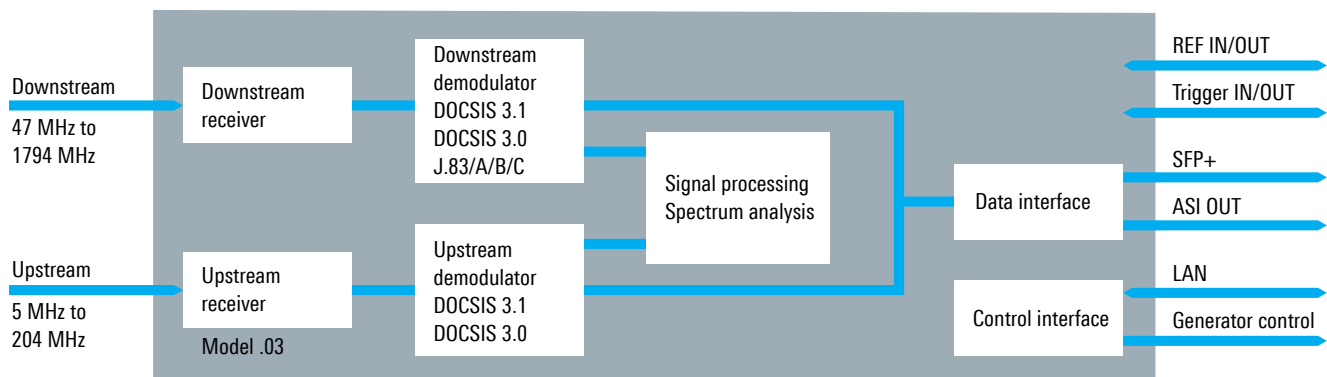 Downstream
47 MHz to
1794 MHz
Downstream
receiver
Downstream
demodulator
DOCSIS 3.1
DOCSIS 3.0
J.83/A/B/C
Signal processing
Spectrum analysis
Upstream
5 MHz to
204 MHz
Upstream
receiver
Model .03
Upstream
demodulator
DOCSIS 3.1
DOCSIS 3.0
Data interface
Control interface
REF IN/OUT
Trigger IN/OUT
SFP+
ASI OUT
LAN
Generator control